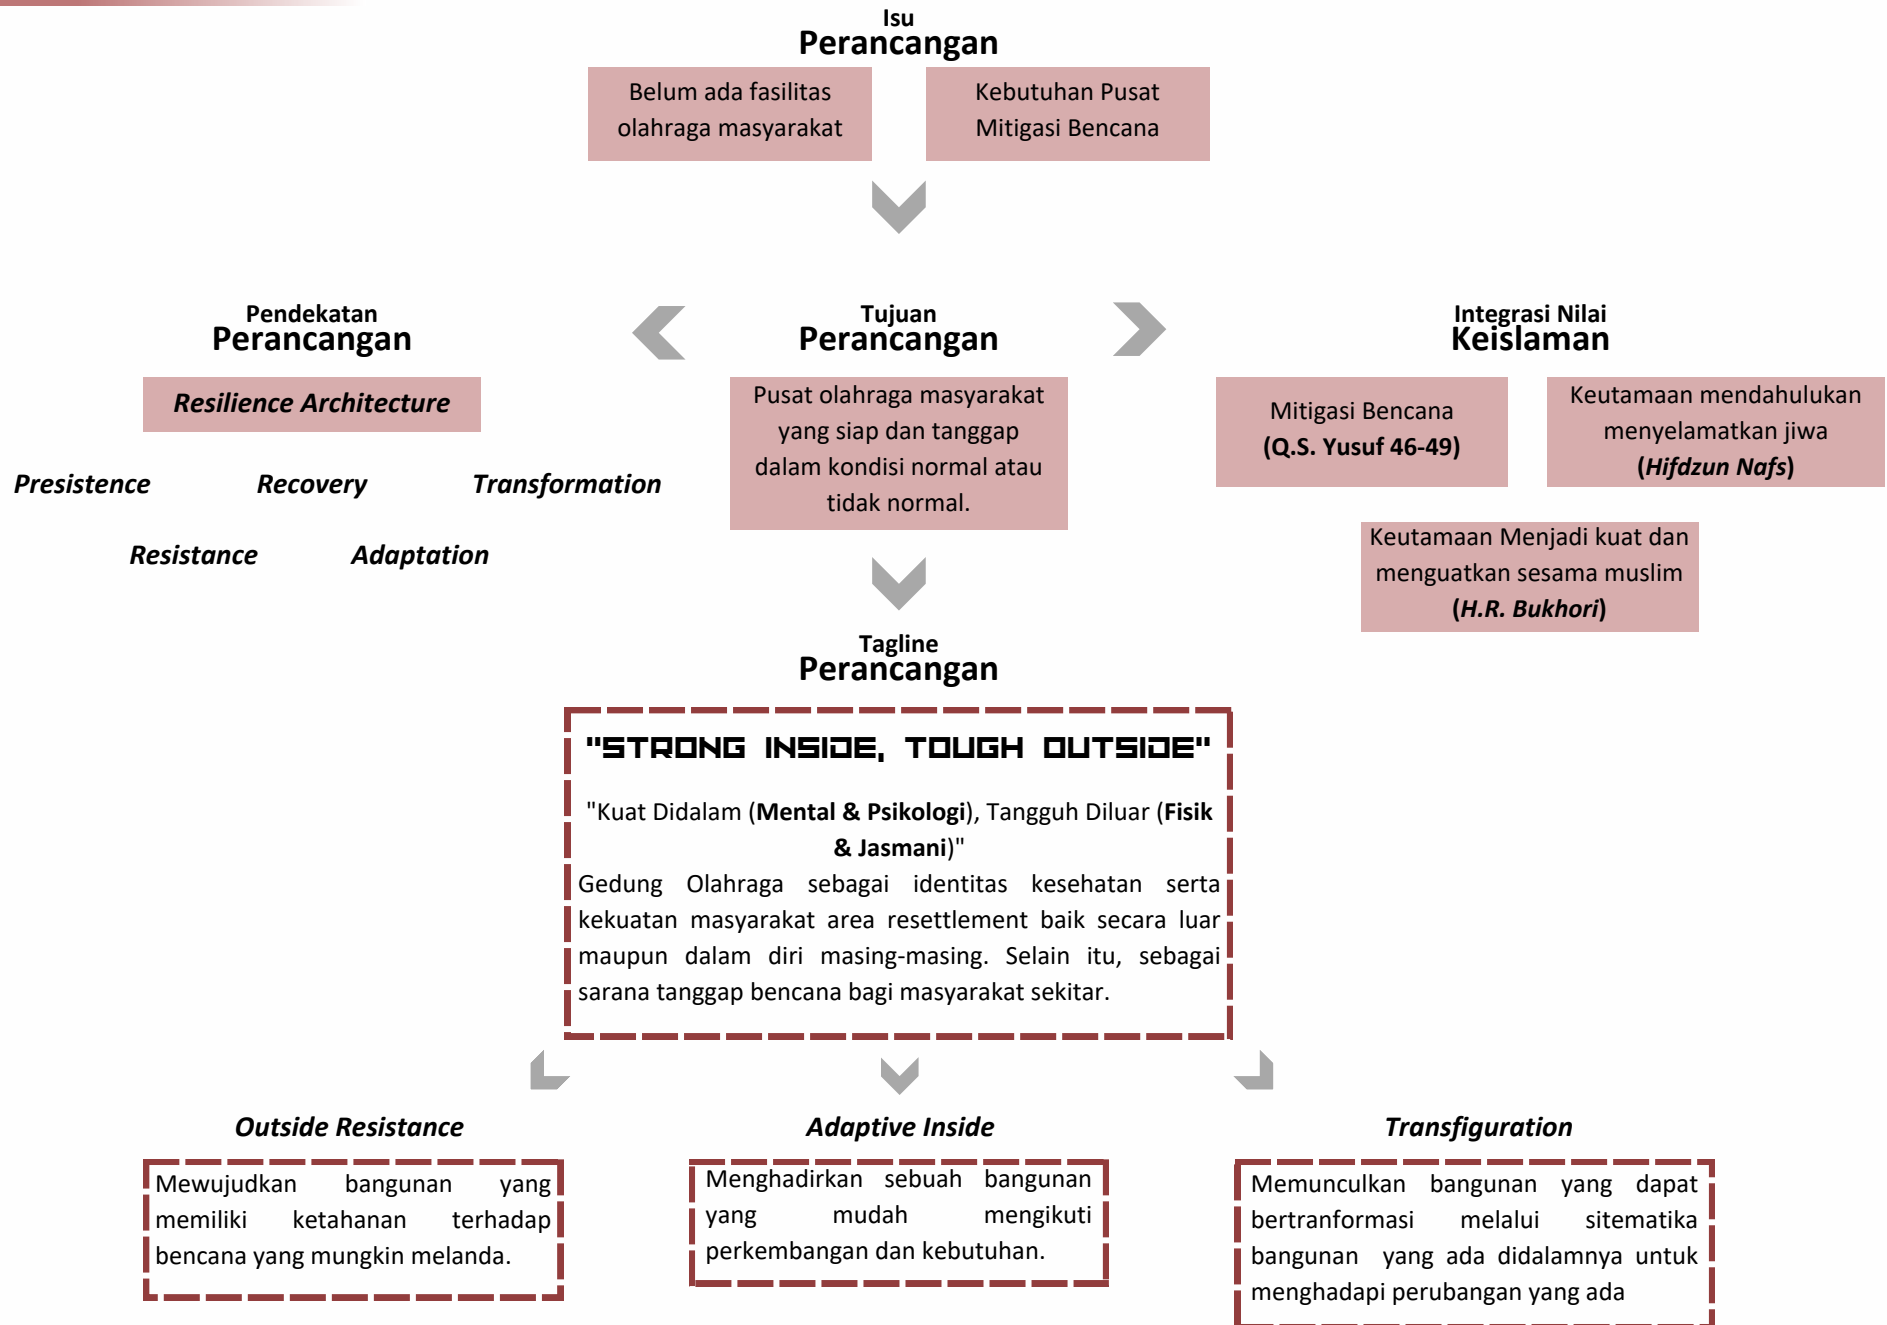 Isu
Perancangan
Belum ada fasilitas
olahraga masyarakat
Kebutuhan Pusat
Mitigasi Bencana
Pendekatan
Perancangan
Resilience Architecture
Presistence Recovery Transformation
Resistance Adaptation
Tujuan
Perancangan
Pusat olahraga masyarakat
yang siap dan tanggap
dalam kondisi normal atau
tidak normal.
Integrasi Nilai
Keislaman
Mitigasi Bencana
(Q.S. Yusuf 46-49)
Keutamaan mendahulukan
menyelamatkan jiwa
(Hifdzun Nafs)
Keutamaan Menjadi kuat dan
menguatkan sesama muslim
(H.R. Bukhori)
Tagline
Perancangan
"STRONG INSIDE, TOUGH OUTSIDE"
"Kuat Didalam (Mental & Psikologi), Tangguh Diluar (Fisik
& Jasmani)"
Gedung Olahraga sebagai identitas kesehatan serta
kekuatan masyarakat area resettlement baik secara luar
maupun dalam diri masing-masing. Selain itu, sebagai
sarana tanggap bencana bagi masyarakat sekitar.
Outside Resistance
Mewujudkan bangunan yang
memiliki ketahanan terhadap
bencana yang mungkin melanda.
Adaptive Inside
Menghadirkan sebuah bangunan
yang mudah mengikuti
perkembangan dan kebutuhan.
Transfiguration
Memunculkan bangunan yang dapat
bertranformasi melalui sitematika
bangunan yang ada didalamnya untuk
menghadapi perubangan yang ada